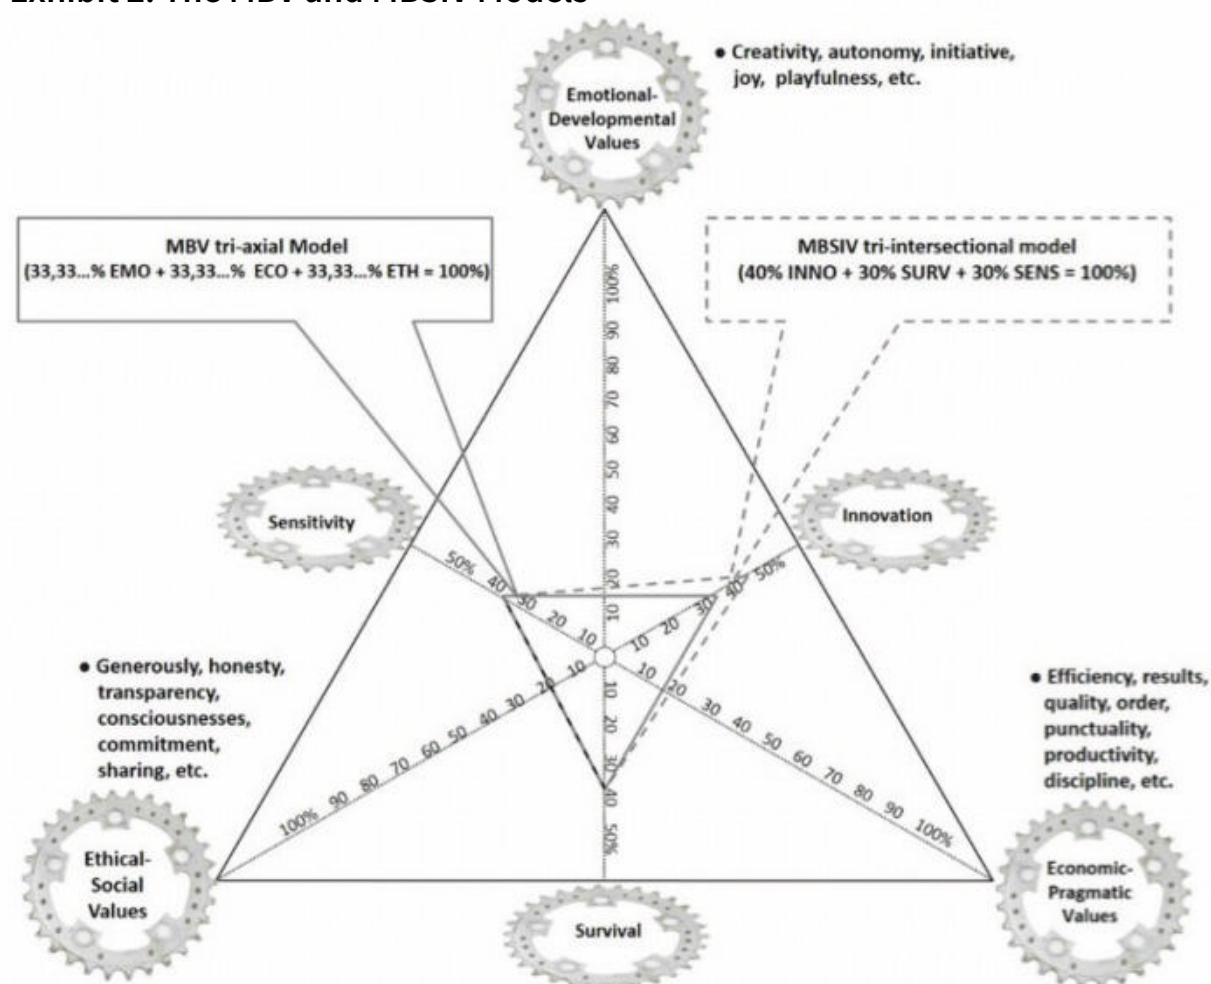 Exhibit 2: The MBV and MBSIV Models
Emotional-
Developmental
Values
● Creativity, autonomy, initiative,
joy, playfulness, etc.
MBV tri-axial Model
(33,33...% EMO + 33,33...% ECO + 33,33...% ETH = 100%)
MBSIV tri-intersectional model
(40% INNO + 30% SURV + 30% SENS = 100%)
100%
90
80
70
60
50
40
30
20
10
Sensitivity
50% 40 30 20 10
Innovation
10 20 30 40 50%
● Generously, honesty,
transparency,
consciousnesses,
commitment,
sharing, etc.
100% 90 80 70 60 50 40 30 20 10
Ethical-
Social
Values
10
20
30
40
50%
Survival
10 20 30 40 50 60 70 80 90 100%
● Efficiency, results,
quality, order,
punctuality,
productivity,
discipline, etc.
Economic-
Pragmatic
Values